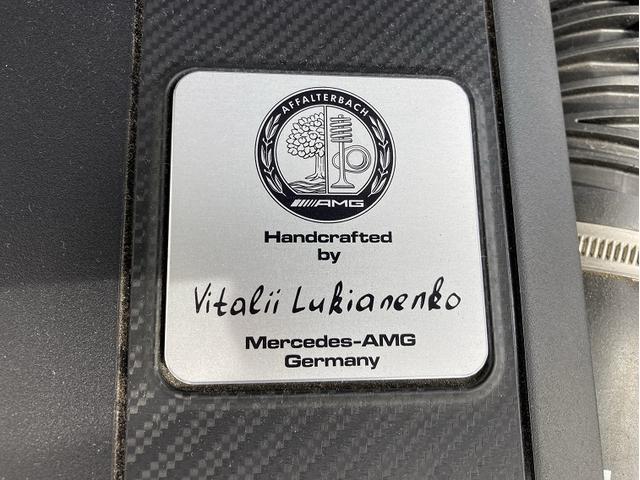 AFFALTERBACH
AMG
Handcrafted
by
Vitalii Lukianenko
Mercedes-AMG
Germany